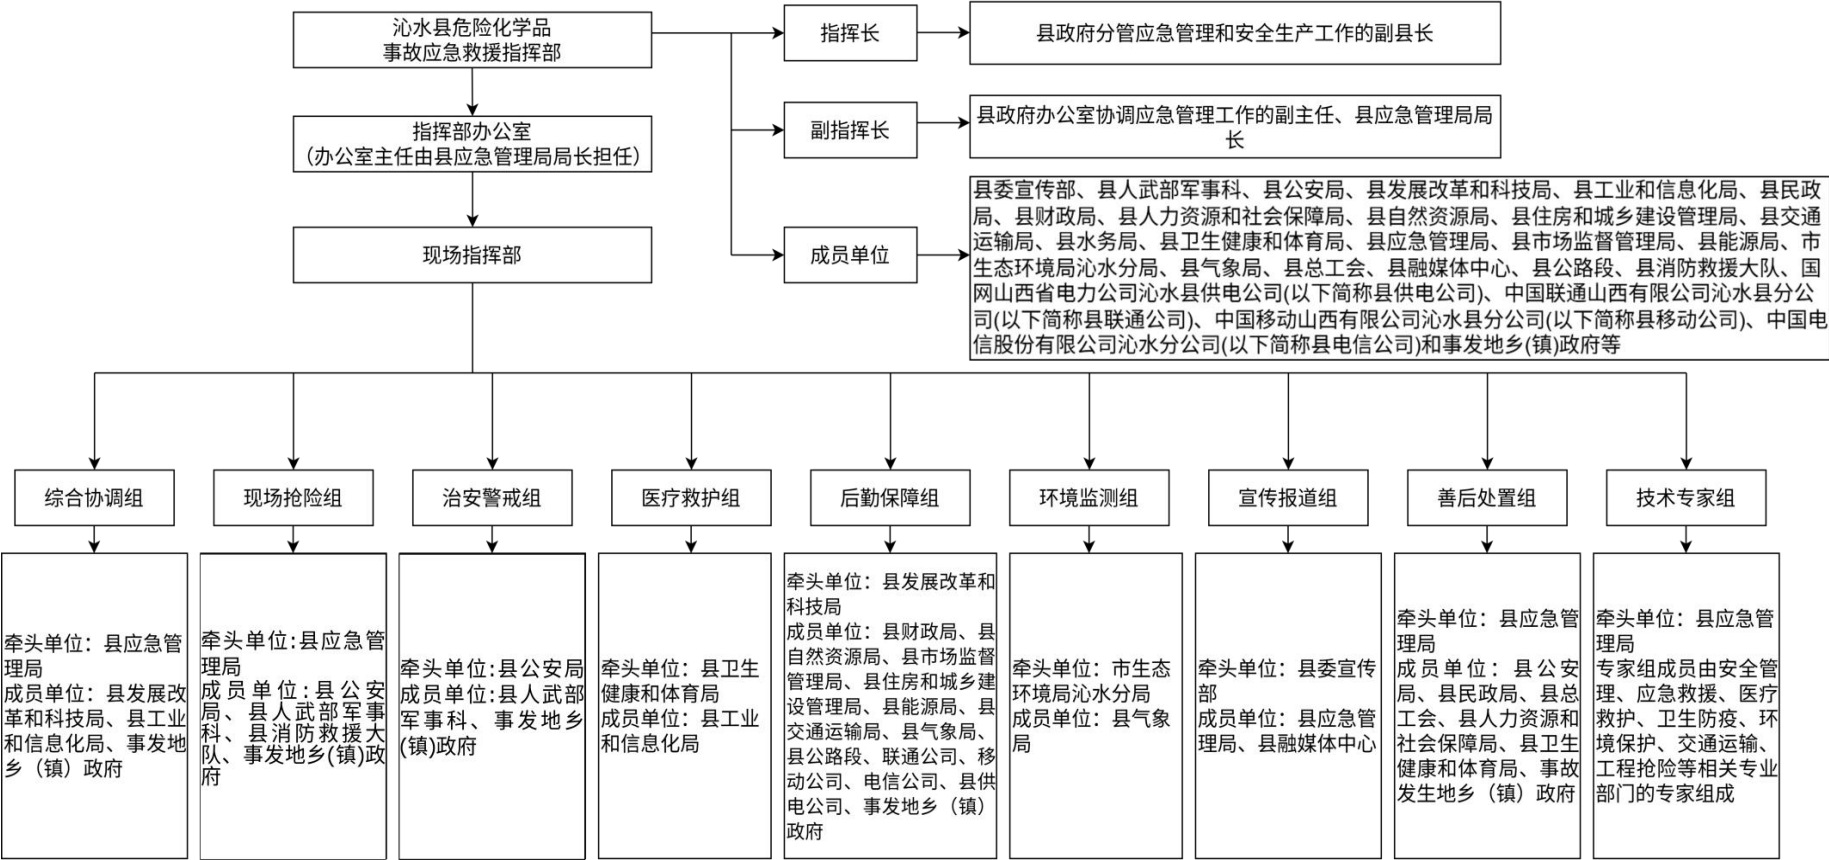 沁水县危险化学品
事故应急救援指挥部
指挥长
县政府分管应急管理和安全生产工作的副县长
指挥部办公室
（办公室主任由县应急管理局局长担任）
副指挥长
县政府办公室协调应急管理工作的副主任、县应急管理局局
长
现场指挥部
成员单位
县委宣传部、县人武部军事科、县公安局、县发展改革和科技局、县工业和信息化局、县民政
局、县财政局、县人力资源和社会保障局、县自然资源局、县住房和城乡建设管理局、县交通
运输局、县水务局、县卫生健康和体育局、县应急管理局、县市场监督管理局、县能源局、市
生态环境局沁水分局、县气象局、县总工会、县融媒体中心、县公路段、县消防救援大队、国
网山西省电力公司沁水县供电公司(以下简称县供电公司)、中国联通山西有限公司沁水县分公
司(以下简称县联通公司)、中国移动山西有限公司沁水县分公司(以下简称县移动公司)、中国电
信股份有限公司沁水分公司(以下简称县电信公司)和事发地乡(镇)政府等
综合协调组
现场抢险组
治安警戒组
医疗救护组
后勤保障组
环境监测组
宣传报道组
善后处置组
技术专家组
牵头单位：县应急管
理局
成员单位：县发展改
革和科技局、县工业
和信息化局、事发地
乡（镇）政府
牵头单位:县应急管
理局
成员单位:县公安
局、县人武部军事
科、县消防救援大
队、事发地乡(镇)政
府
牵头单位:县公安局
成员单位:县人武部
军事科、事发地乡
(镇)政府
牵头单位：县卫生
健康和体育局
成员单位：县工业
和信息化局
牵头单位：县发展改革和
科技局
成员单位：县财政局、县
自然资源局、县市场监督
管理局、县住房和城乡建
设管理局、县能源局、县
交通运输局、县气象局、
县公路段、联通公司、移
动公司、电信公司、县供
电公司、事发地乡（镇）
政府
牵头单位：市生态
环境局沁水分局
成员单位：县气象
局
牵头单位：县委宣传
部
成员单位：县应急管
理局、县融媒体中心
牵头单位：县应急管
理局
成员单位：县公安
局、县民政局、县总
工会、县人力资源和
社会保障局、县卫生
健康和体育局、事故
发生地乡（镇）政府
牵头单位：县应急管
理局
专家组成员由安全管
理、应急救援、医疗
救护、卫生防疫、环
境保护、交通运输、
工程抢险等相关专业
部门的专家组成